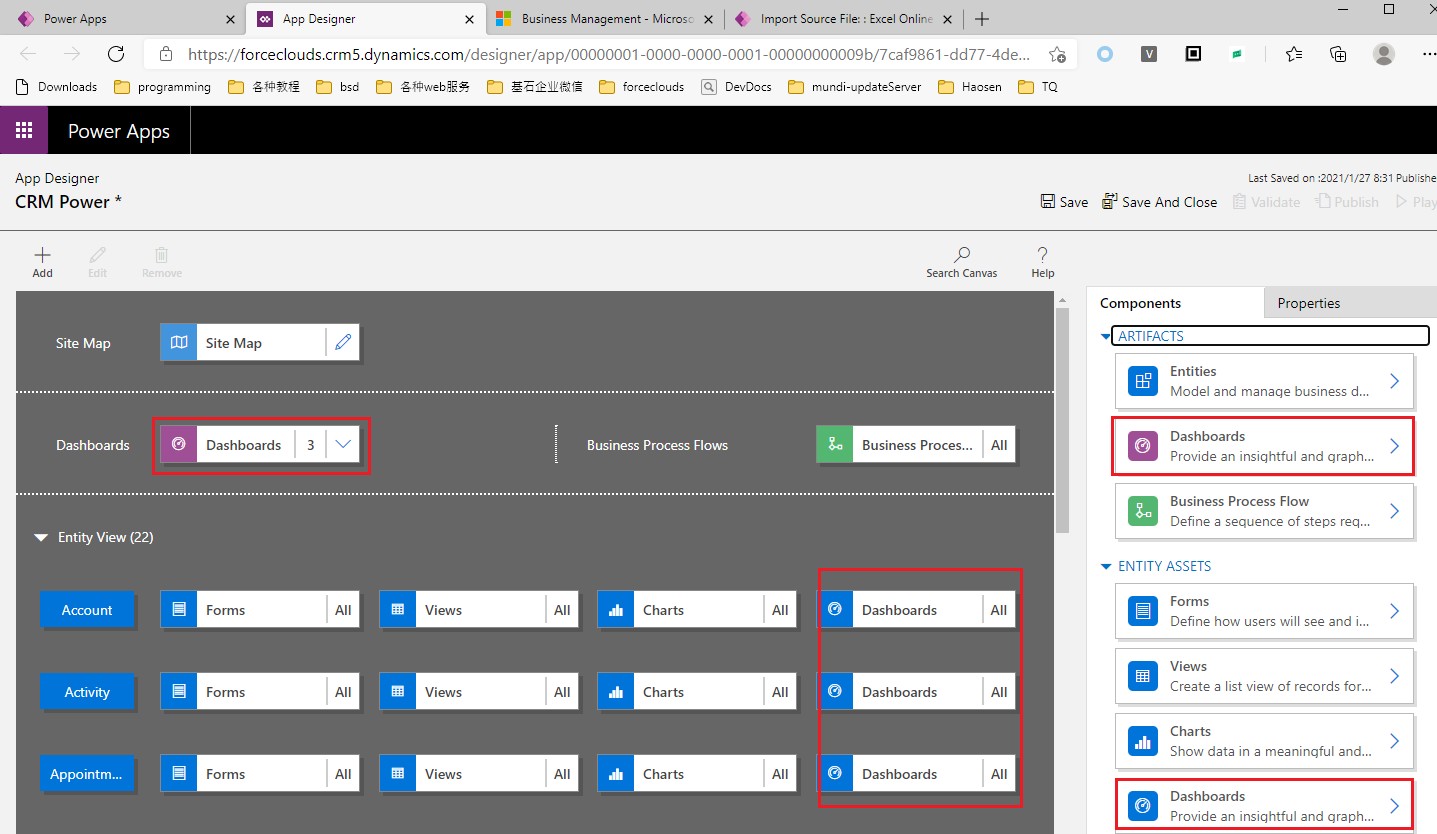 Power Apps
App Designer
Business Management - Microso
Import Source File: : Excel Online
https://forceclouds.crm5.dynamics.com/designer/app/00000001-0000-0000-0001-00000000009b/7caf9861-dd77-4de...
Downloads programming 各种教程 bsd 各种web服务 基石企业微信 forceclouds DevDocs mundi-updateServer Haosen TQ
Power Apps
App Designer
Last Saved on :2021/1/27 8:31 Publishe
CRM Power *
Save Save And Close Validate Publish Play
Add Edit Remove Search Canvas Help
Site Map Site Map
Dashboards Dashboards 3 Business Process Flows Business Proces... All
Entity View (22)
Account Forms All Views All Charts All Dashboards All
Activity Forms All Views All Charts All Dashboards All
Appointm... Forms All Views All Charts All Dashboards All
Components Properties
ARTIFACTS
Entities
Model and manage business d...
Dashboards
Provide an insightful and graph...
Business Process Flow
Define a sequence of steps req...
ENTITY ASSETS
Forms
Define how users will see and i...
Views
Create a list view of records for...
Charts
Show data in a meaningful and...
Dashboards
Provide an insightful and graph...